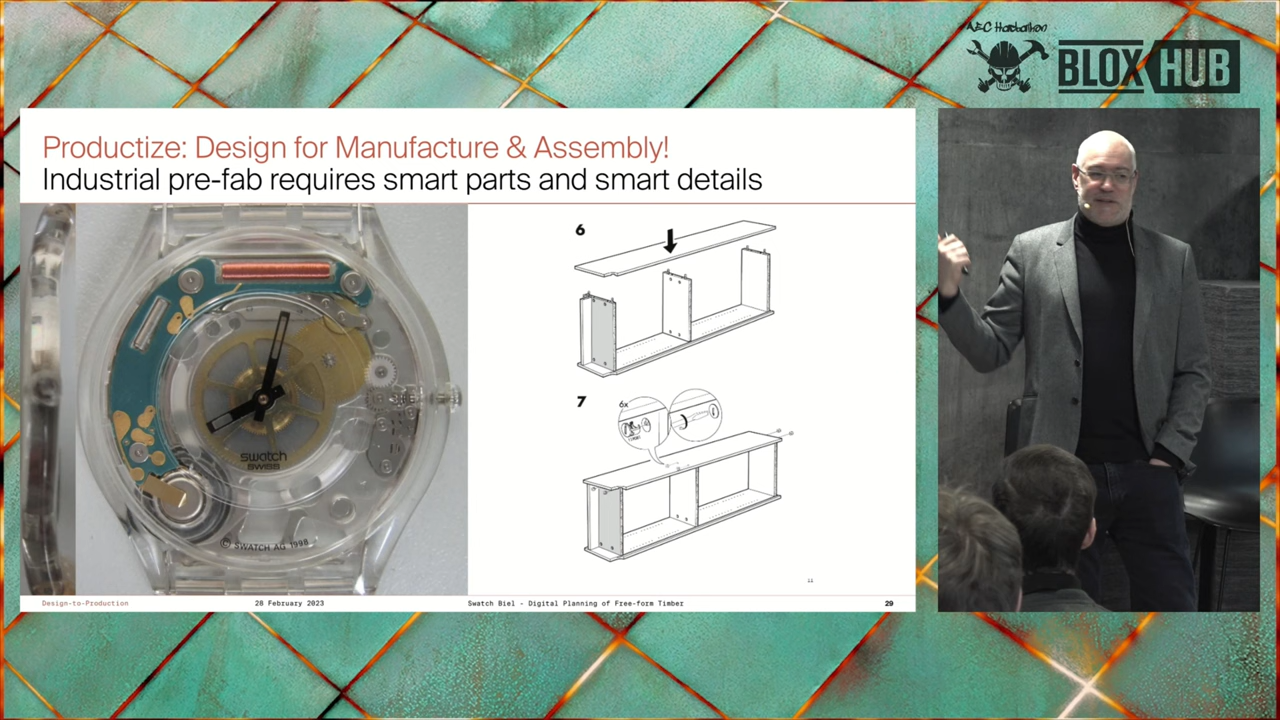 AEC Hackathon
BLOXHUB
Productize: Design for Manufacture & Assembly!
Industrial pre-fab requires smart parts and smart details
6
7
6x
swatch
SWISS
© SWATCH AG 1998
Design-to-Production
28 February 2023
Swatch Biel - Digital Planning of Free-form Timber
29